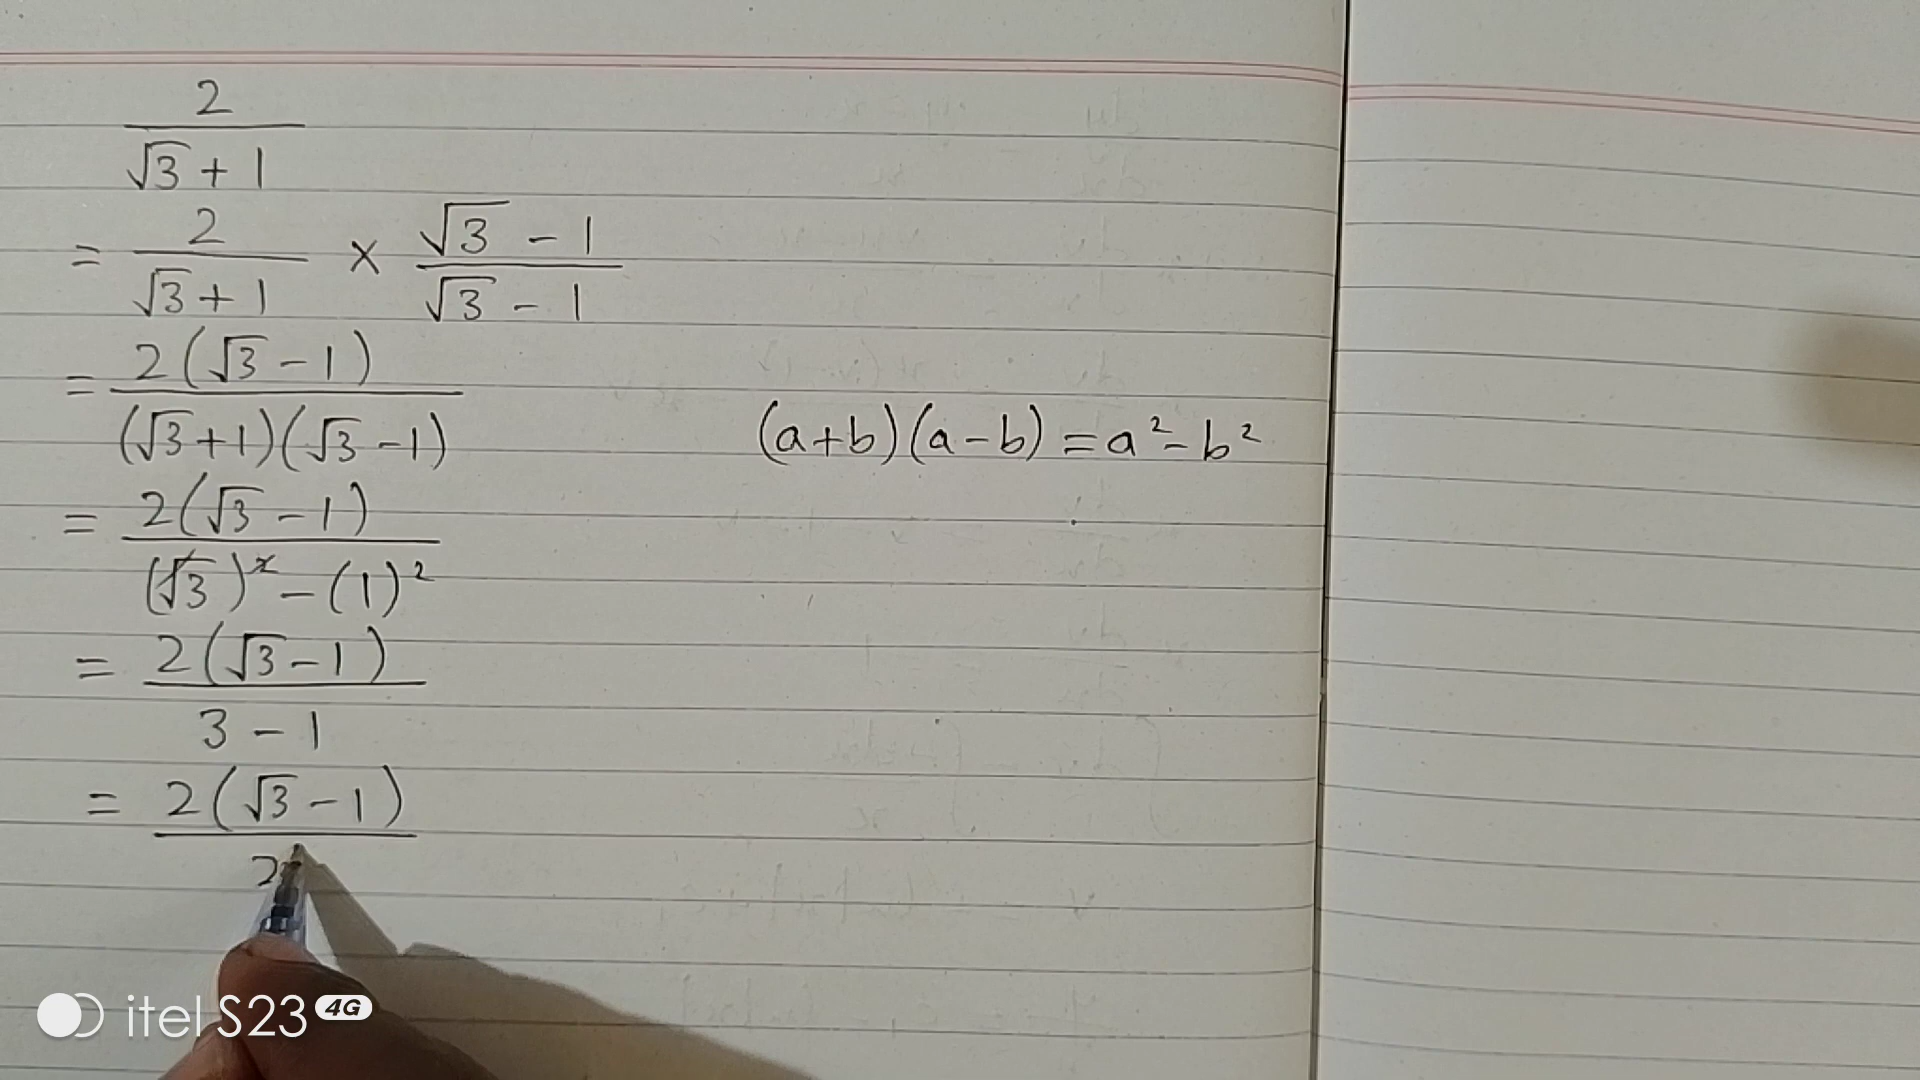 2
√3 + 1
= 2 × √3 - 1
√3 + 1 √3 - 1
= 2(√3 - 1)
(√3+1)(√3-1)
(a+b)(a-b) = a² - b²
= 2(√3 - 1)
(√3)² - (1)²
= 2(√3-1)
3 - 1
= 2(√3-1)
2
itel S23 4G